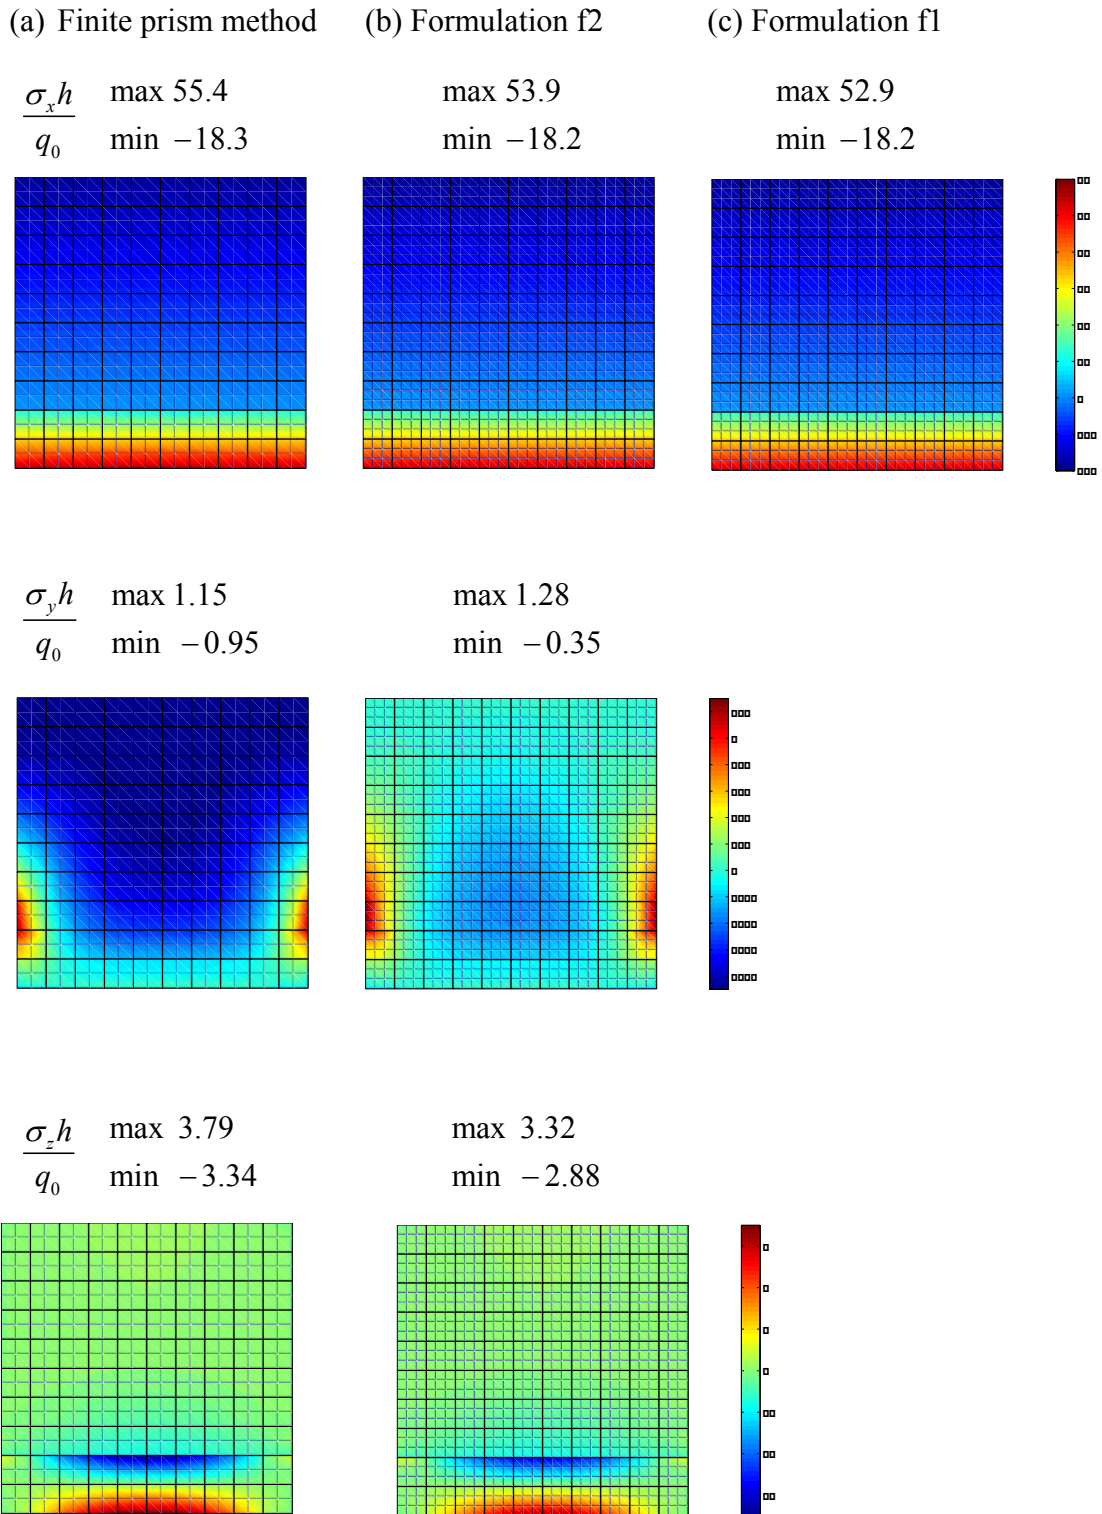 (a) Finite prism method (b) Formulation f2 (c) Formulation f1
σₓh/q₀ max 55.4 max 53.9 max 52.9
min −18.3 min −18.2 min −18.2
σᵧh/q₀ max 1.15 max 1.28
min −0.95 min −0.35
σ_z h/q₀ max 3.79 max 3.32
min −3.34 min −2.88